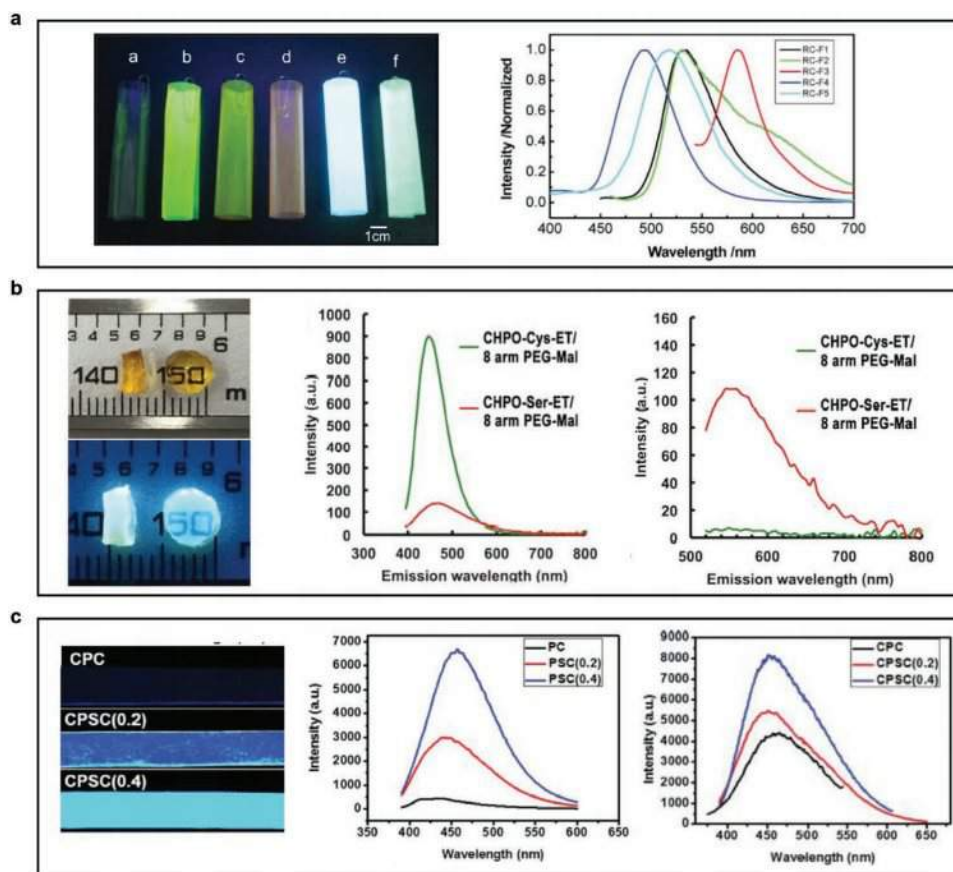 a
a b c d e f
1cm
Intensity /Normalized
1.0
0.8
0.6
0.4
0.2
0.0
400 450 500 550 600 650 700
Wavelength /nm
RC-F1
RC-F2
RC-F3
RC-F4
RC-F5
b
3 4 5 6 7 8 9 6
140 150
m
4 5 6 7 8 9 6
40 150
Intensity (a.u.)
1000
900
800
700
600
500
400
300
200
100
0
300 400 500 600 700 800
Emission wavelength (nm)
CHPO-Cys-ET/
8 arm PEG-Mal
CHPO-Ser-ET/
8 arm PEG-Mal
Intensity (a.u.)
160
140
120
100
80
60
40
20
0
500 600 700 800
Emission wavelength (nm)
CHPO-Cys-ET/
8 arm PEG-Mal
CHPO-Ser-ET/
8 arm PEG-Mal
c
CPC
CPSC(0.2)
CPSC(0.4)
Intensity (a.u.)
7000
6000
5000
4000
3000
2000
1000
0
350 400 450 500 550 600 650
Wavelength (nm)
PC
PSC(0.2)
PSC(0.4)
Intensity (a.u.)
9000
8000
7000
6000
5000
4000
3000
2000
1000
0
400 450 500 550 600 650
Wavelength (nm)
CPC
CPSC(0.2)
CPSC(0.4)